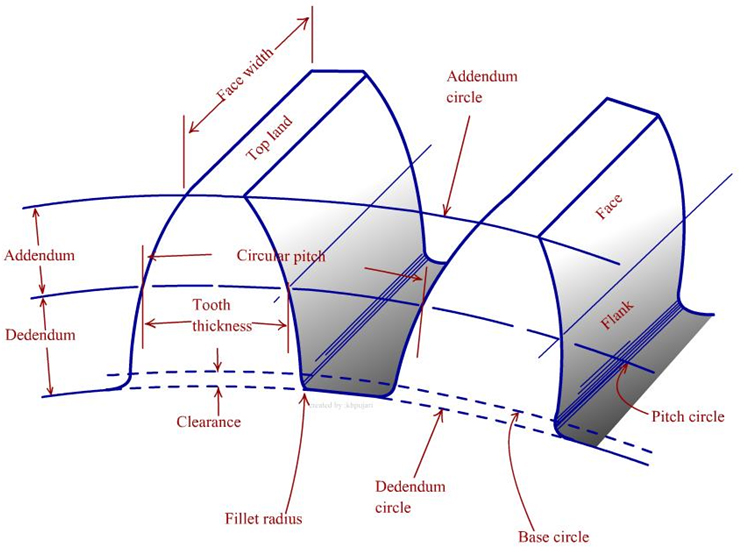 Face width
Top land
Addendum
circle
Face
Addendum
Circular pitch
Tooth
thickness
Dedendum
Flank
Clearance
Pitch circle
Dedendum
circle
Fillet radius
Base circle